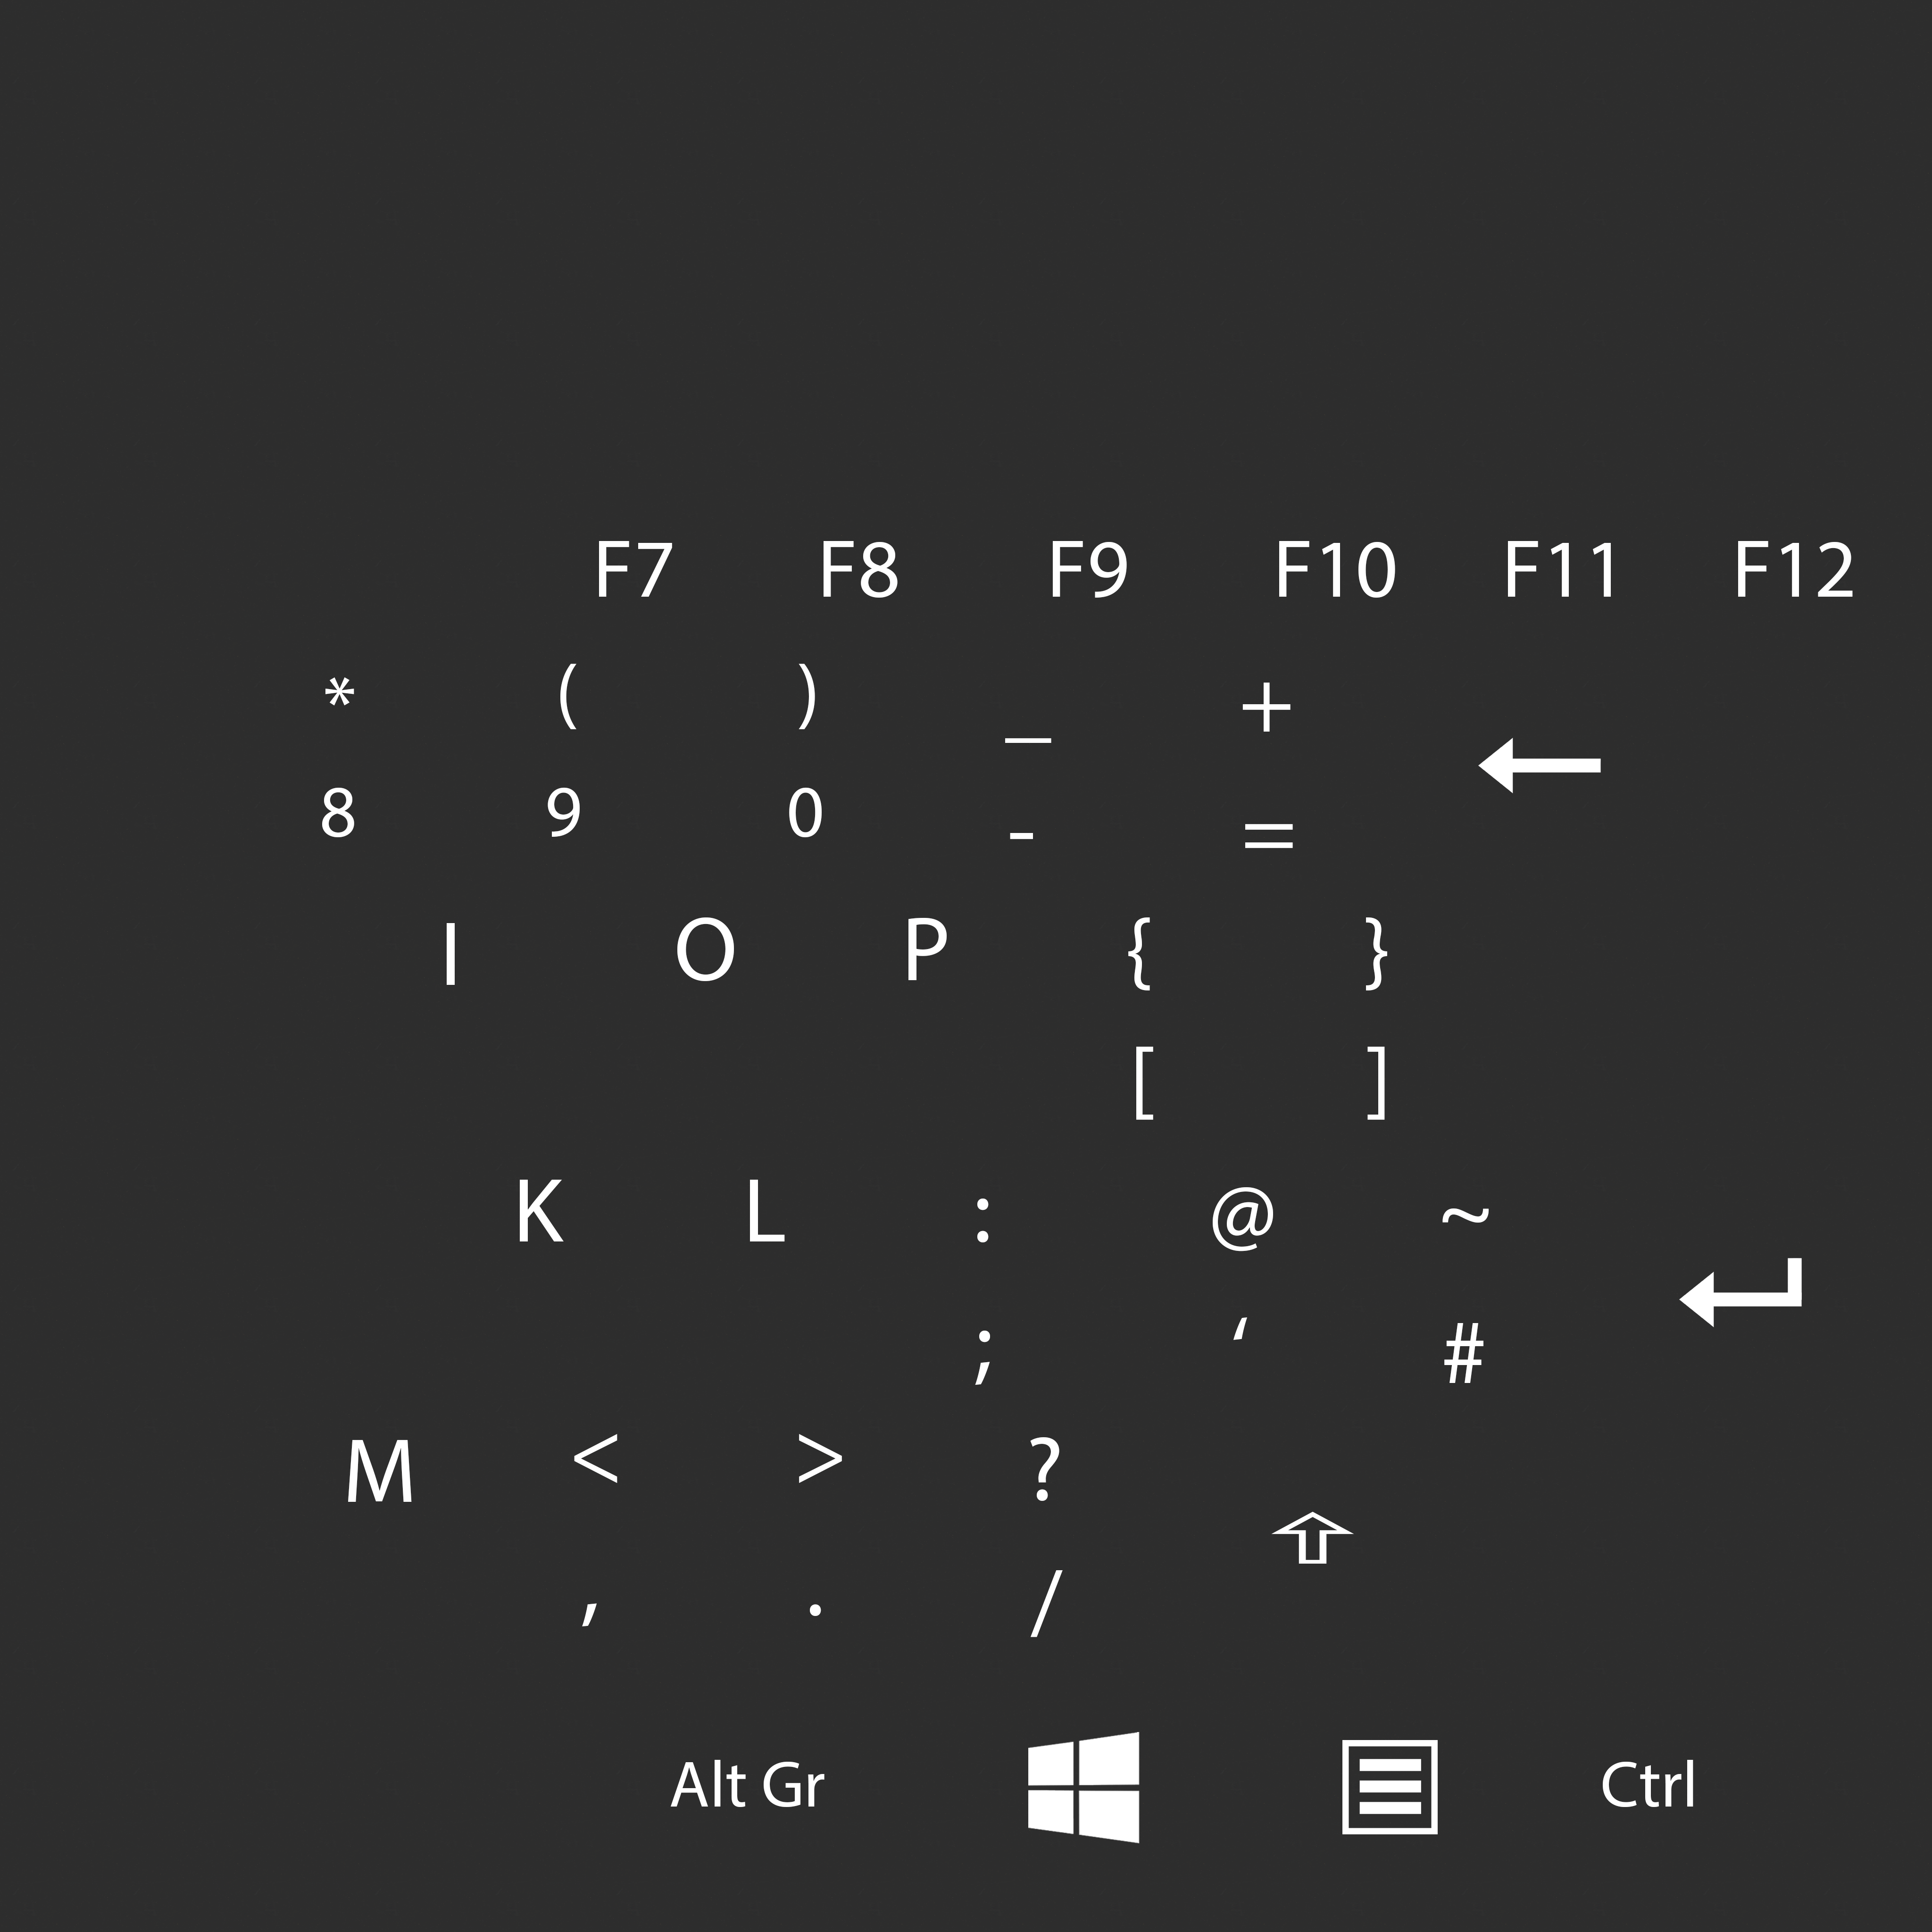 F7 F8 F9 F10 F11 F12
* ( ) _ +
8 9 0 - =
I O P { }
[ ]
K L : @ ~
; ‘ #
M < > ?
, . /
Alt Gr Ctrl